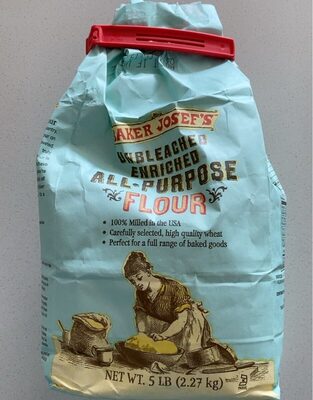 BAKER JOSEF'S
UNBLEACHED
ENRICHED
ALL-PURPOSE
FLOUR
• 100% Milled in the USA
• Carefully selected, high quality wheat
• Perfect for a full range of baked goods
NET WT. 5 LB (2.27 kg)